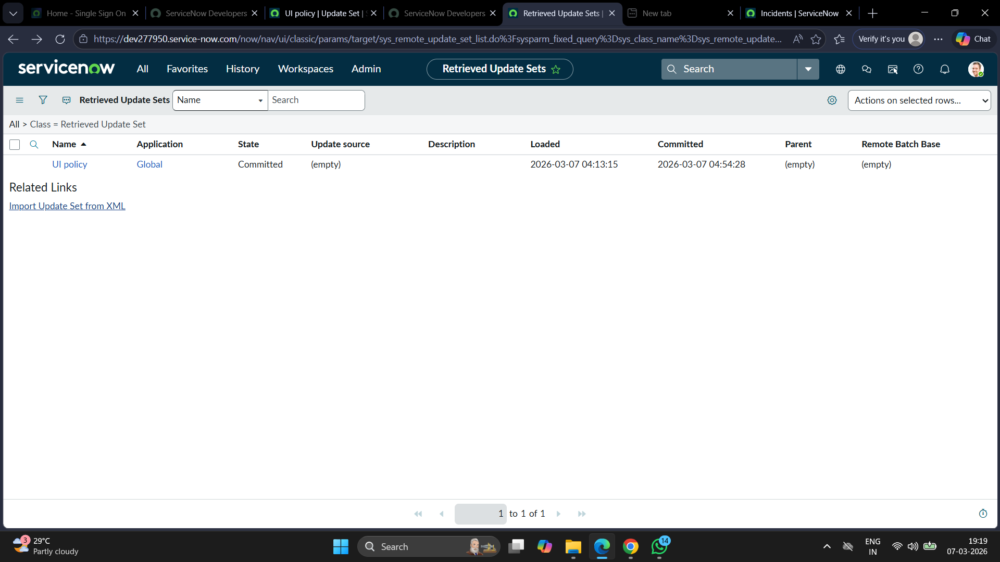 Home - Single Sign On
ServiceNow Developers
UI policy | Update Set |
ServiceNow Developers
Retrieved Update Sets |
New tab
Incidents | ServiceNow
https://dev277950.service-now.com/now/nav/ui/classic/params/target/sys_remote_update_set_list.do%3Fsysparm_fixed_query%3Dsys_class_name%3Dsys_remote_update...
Verify it's you
Chat
servicenow
All
Favorites
History
Workspaces
Admin
Retrieved Update Sets
Search
Retrieved Update Sets
Name
Search
Actions on selected rows...
All > Class = Retrieved Update Set
Name Application State Update source Description Loaded Committed Parent Remote Batch Base
UI policy Global Committed (empty) 2026-03-07 04:13:15 2026-03-07 04:54:28 (empty) (empty)
Related Links
Import Update Set from XML
1 to 1 of 1
3
29°C
Partly cloudy
Search
14
ENG
IN
19:19
07-03-2026